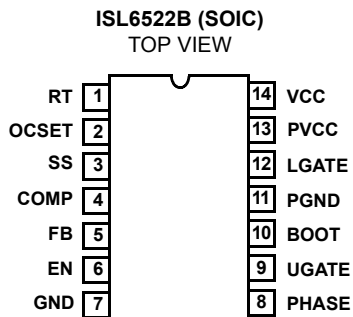 ISL6522B (SOIC)
TOP VIEW
RT 1 14 VCC
OCSET 2 13 PVCC
SS 3 12 LGATE
COMP 4 11 PGND
FB 5 10 BOOT
EN 6 9 UGATE
GND 7 8 PHASE